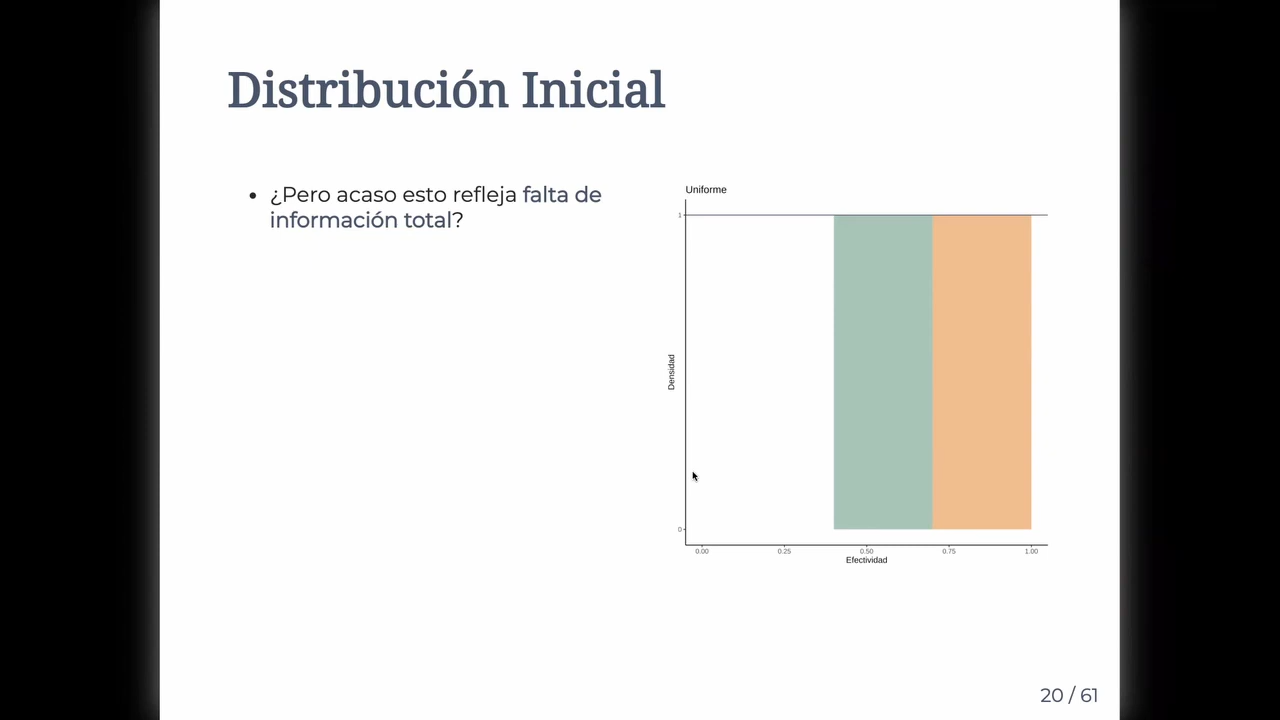 Distribución Inicial
• ¿Pero acaso esto refleja falta de
información total?
Uniforme
1
Densidad
0
0.00 0.25 0.50 0.75 1.00
Efectividad
20 / 61